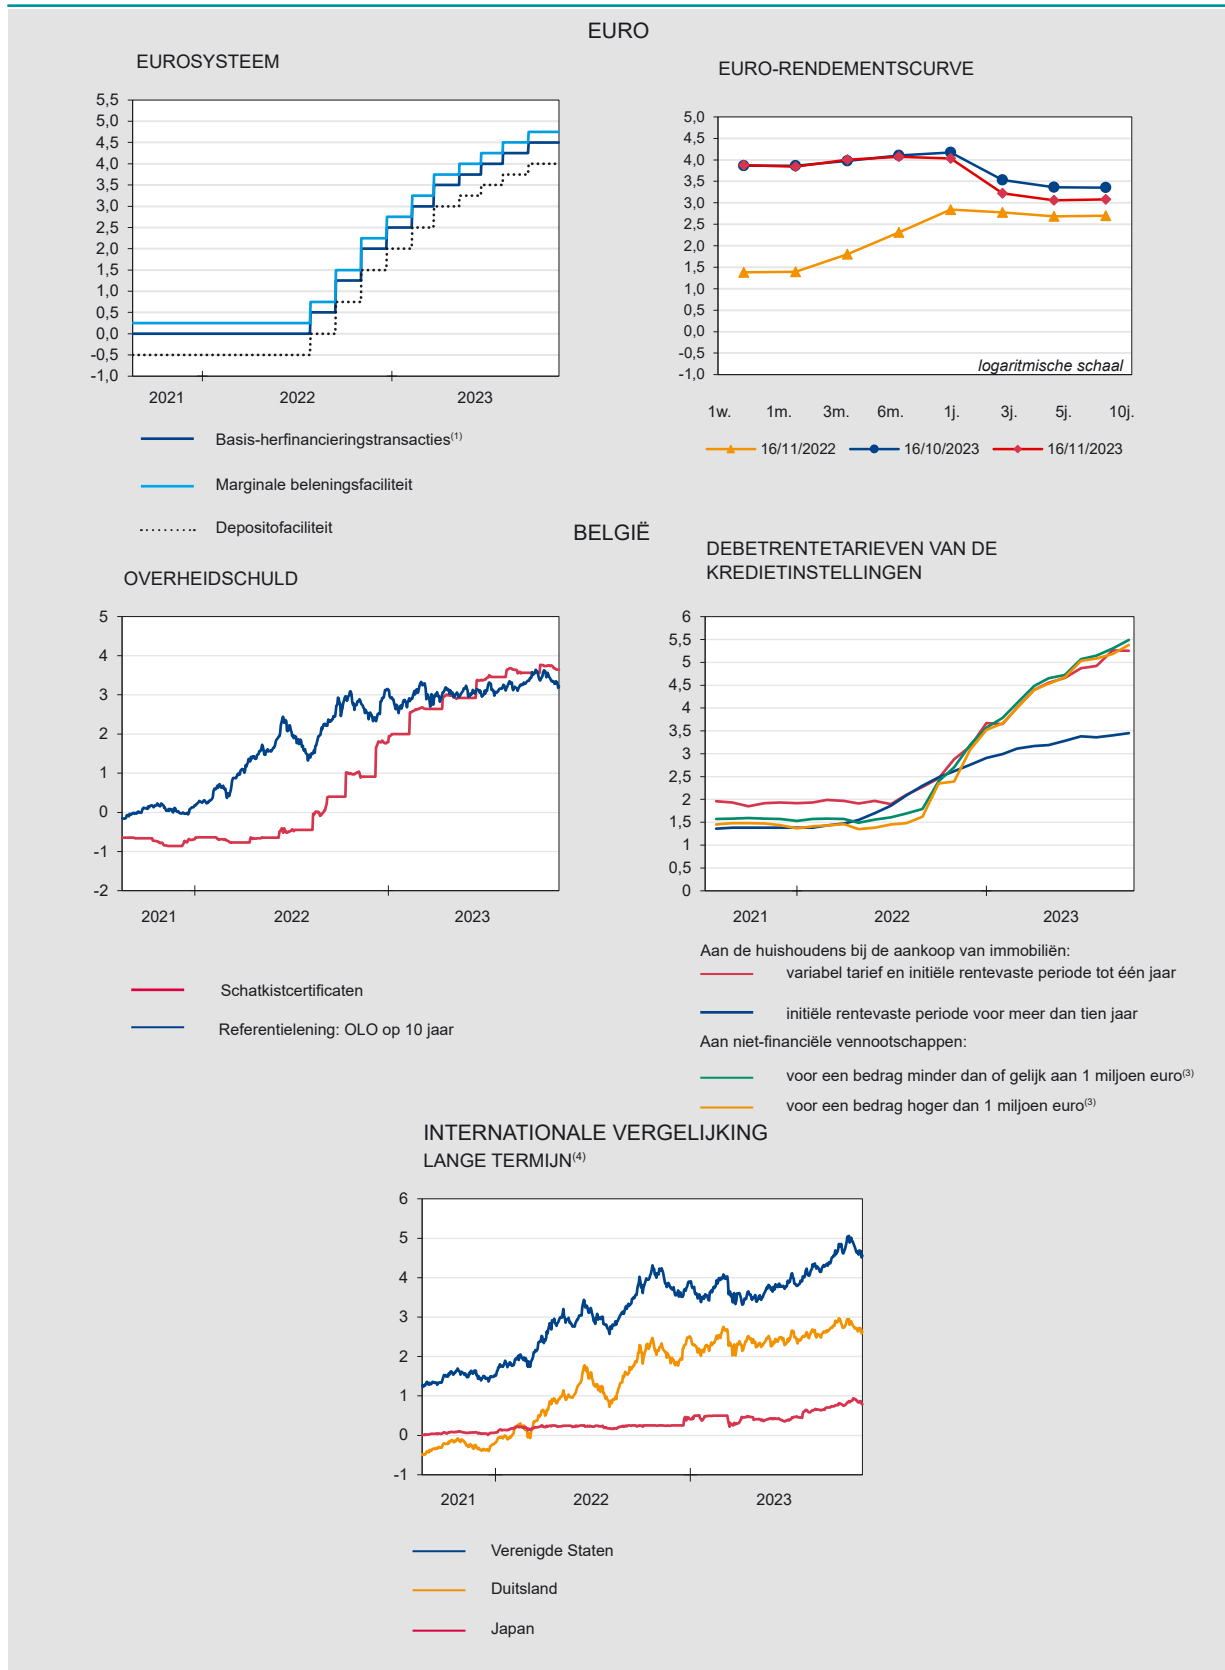 EURO
EUROSYSTEEM
5,5
5,0
4,5
4,0
3,5
3,0
2,5
2,0
1,5
1,0
0,5
0,0
-0,5
-1,0
2021 2022 2023
Basis-herfinancieringstransacties(1)
Marginale beleningsfaciliteit
Depositofaciliteit
EURO-RENDEMENTSCURVE
5,0
4,5
4,0
3,5
3,0
2,5
2,0
1,5
1,0
0,5
0,0
-0,5
-1,0
logaritmische schaal
1w. 1m. 3m. 6m. 1j. 3j. 5j. 10j.
16/11/2022 16/10/2023 16/11/2023
BELGIË
OVERHEIDSCHULD
5
4
3
2
1
0
-1
-2
2021 2022 2023
Schatkistcertificaten
Referentielening: OLO op 10 jaar
DEBETRENTETARIEVEN VAN DE
KREDIETINSTELLINGEN
6
5,5
5
4,5
4
3,5
3
2,5
2
1,5
1
0,5
0
2021 2022 2023
Aan de huishoudens bij de aankoop van immobiliën:
variabel tarief en initiële rentevaste periode tot één jaar
initiële rentevaste periode voor meer dan tien jaar
Aan niet-financiële vennootschappen:
voor een bedrag minder dan of gelijk aan 1 miljoen euro(3)
voor een bedrag hoger dan 1 miljoen euro(3)
INTERNATIONALE VERGELIJKING
LANGE TERMIJN(4)
6
5
4
3
2
1
0
-1
2021 2022 2023
Verenigde Staten
Duitsland
Japan